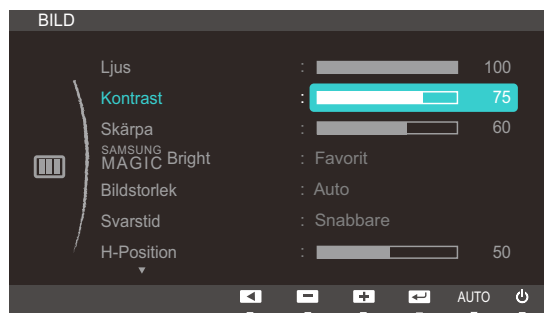 BILD
Ljus : 100
Kontrast : 75
Skärpa : 60
SAMSUNG
MAGIC Bright : Favorit
Bildstorlek : Auto
Svarstid : Snabbare
H-Position : 50
AUTO